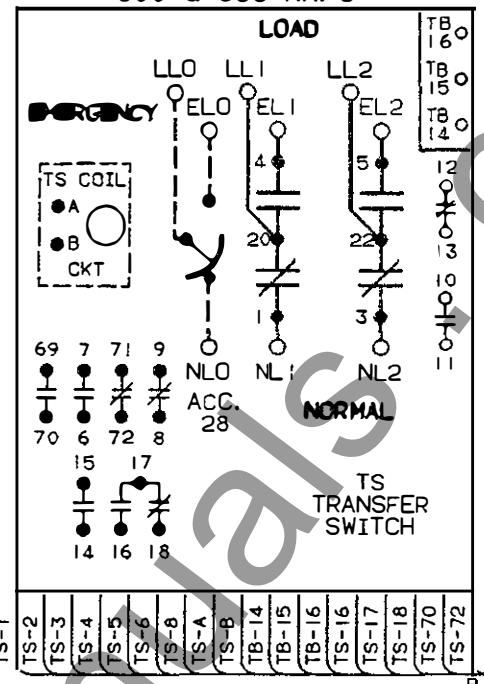 LOAD
TB
16
LLO LL1 LL2
TB
15
EMERGENCY
ELO EL1 EL2
TB
14
TS COIL
A
B
CKT
4
5
12
20
22
13
10
1
3
11
69 7 71 9
NLO NL1 NL2
ACC.
28
NORMAL
70 6 72 8
15 17
TS
TRANSFER
SWITCH
14 16 18
TS-1
TS-2
TS-3
TS-4
TS-5
TS-6
TS-8
TS-A
TS-B
TB-14
TB-15
TB-16
TS-16
TS-17
TS-18
TS-70
TS-72